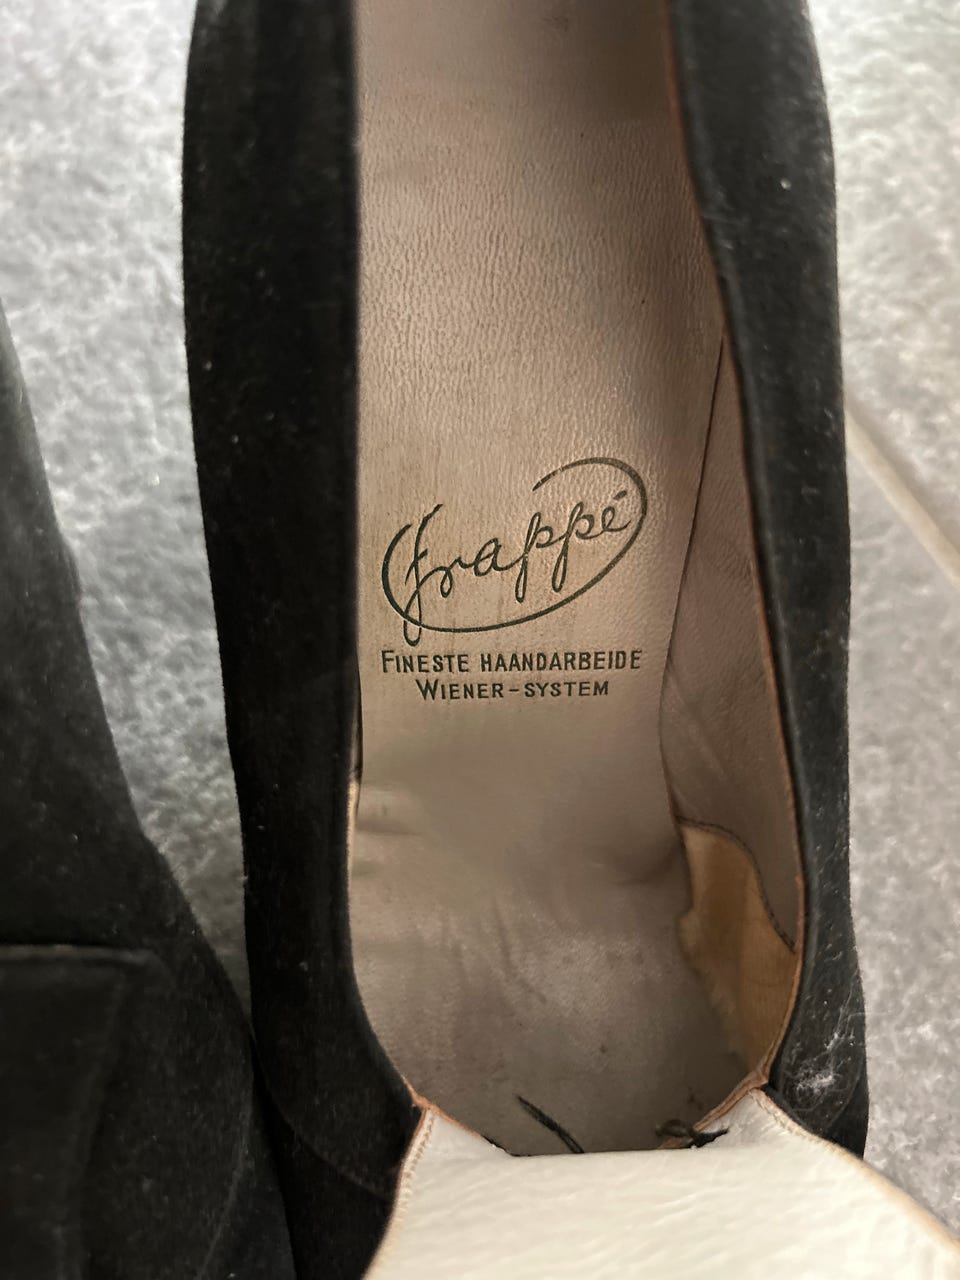 Frappé
FINESTE HAANDARBEIDE
WIENER-SYSTEM